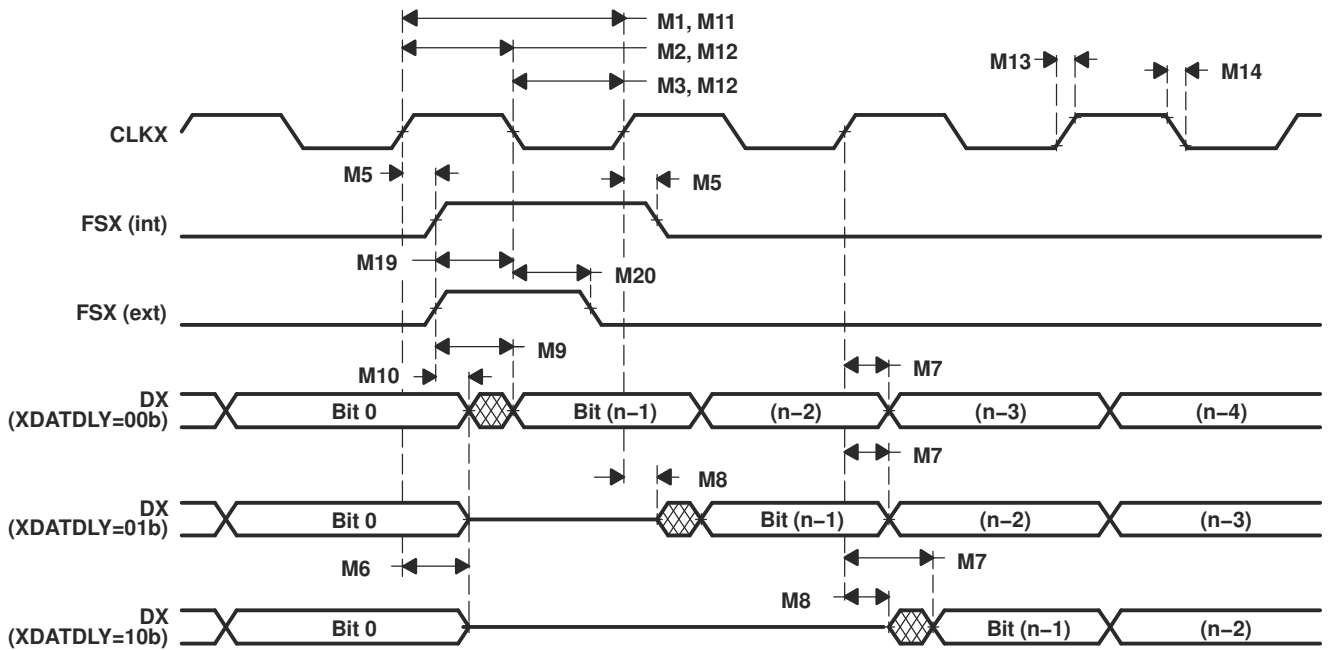 M1, M11
M2, M12
M13
M14
M3, M12
CLKX
M5
M5
FSX (int)
M19
M20
FSX (ext)
M9
M10
M7
DX
(XDATDLY=00b)
Bit 0
Bit (n−1)
(n−2)
(n−3)
(n−4)
M7
M8
DX
(XDATDLY=01b)
Bit 0
Bit (n−1)
(n−2)
(n−3)
M6
M7
M8
DX
(XDATDLY=10b)
Bit 0
Bit (n−1)
(n−2)